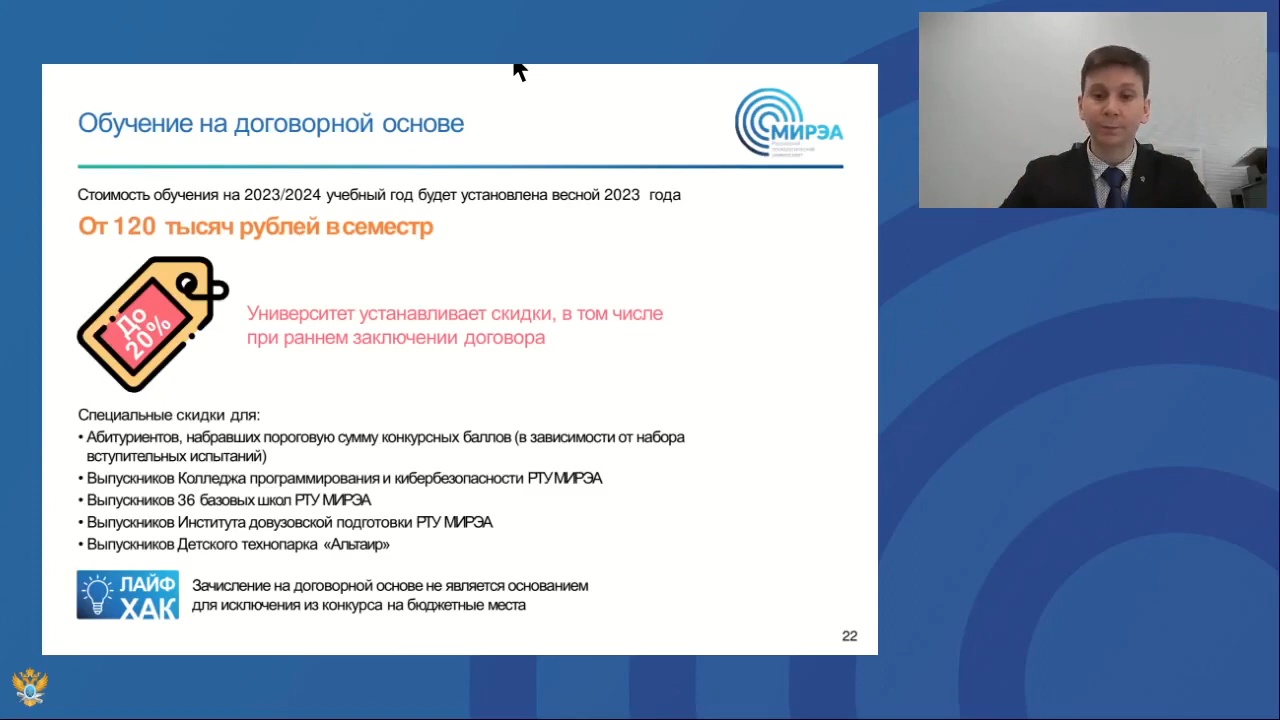 Обучение на договорной основе
МИРЭА
Стоимость обучения на 2023/2024 учебный год будет установлена весной 2023 года
От 120 тысяч рублей в семестр
До
20%
Университет устанавливает скидки, в том числе
при раннем заключении договора
Специальные скидки для:
• Абитуриентов, набравших пороговую сумму конкурсных баллов (в зависимости от набора
вступительных испытаний)
• Выпускников Колледжа программирования и кибербезопасности РТУ МИРЭА
• Выпускников 36 базовых школ РТУ МИРЭА
• Выпускников Института довузовской подготовки РТУ МИРЭА
• Выпускников Детского технопарка «Альтаир»
ЛАЙФ
ХАК
Зачисление на договорной основе не является основанием
для исключения из конкурса на бюджетные места
22